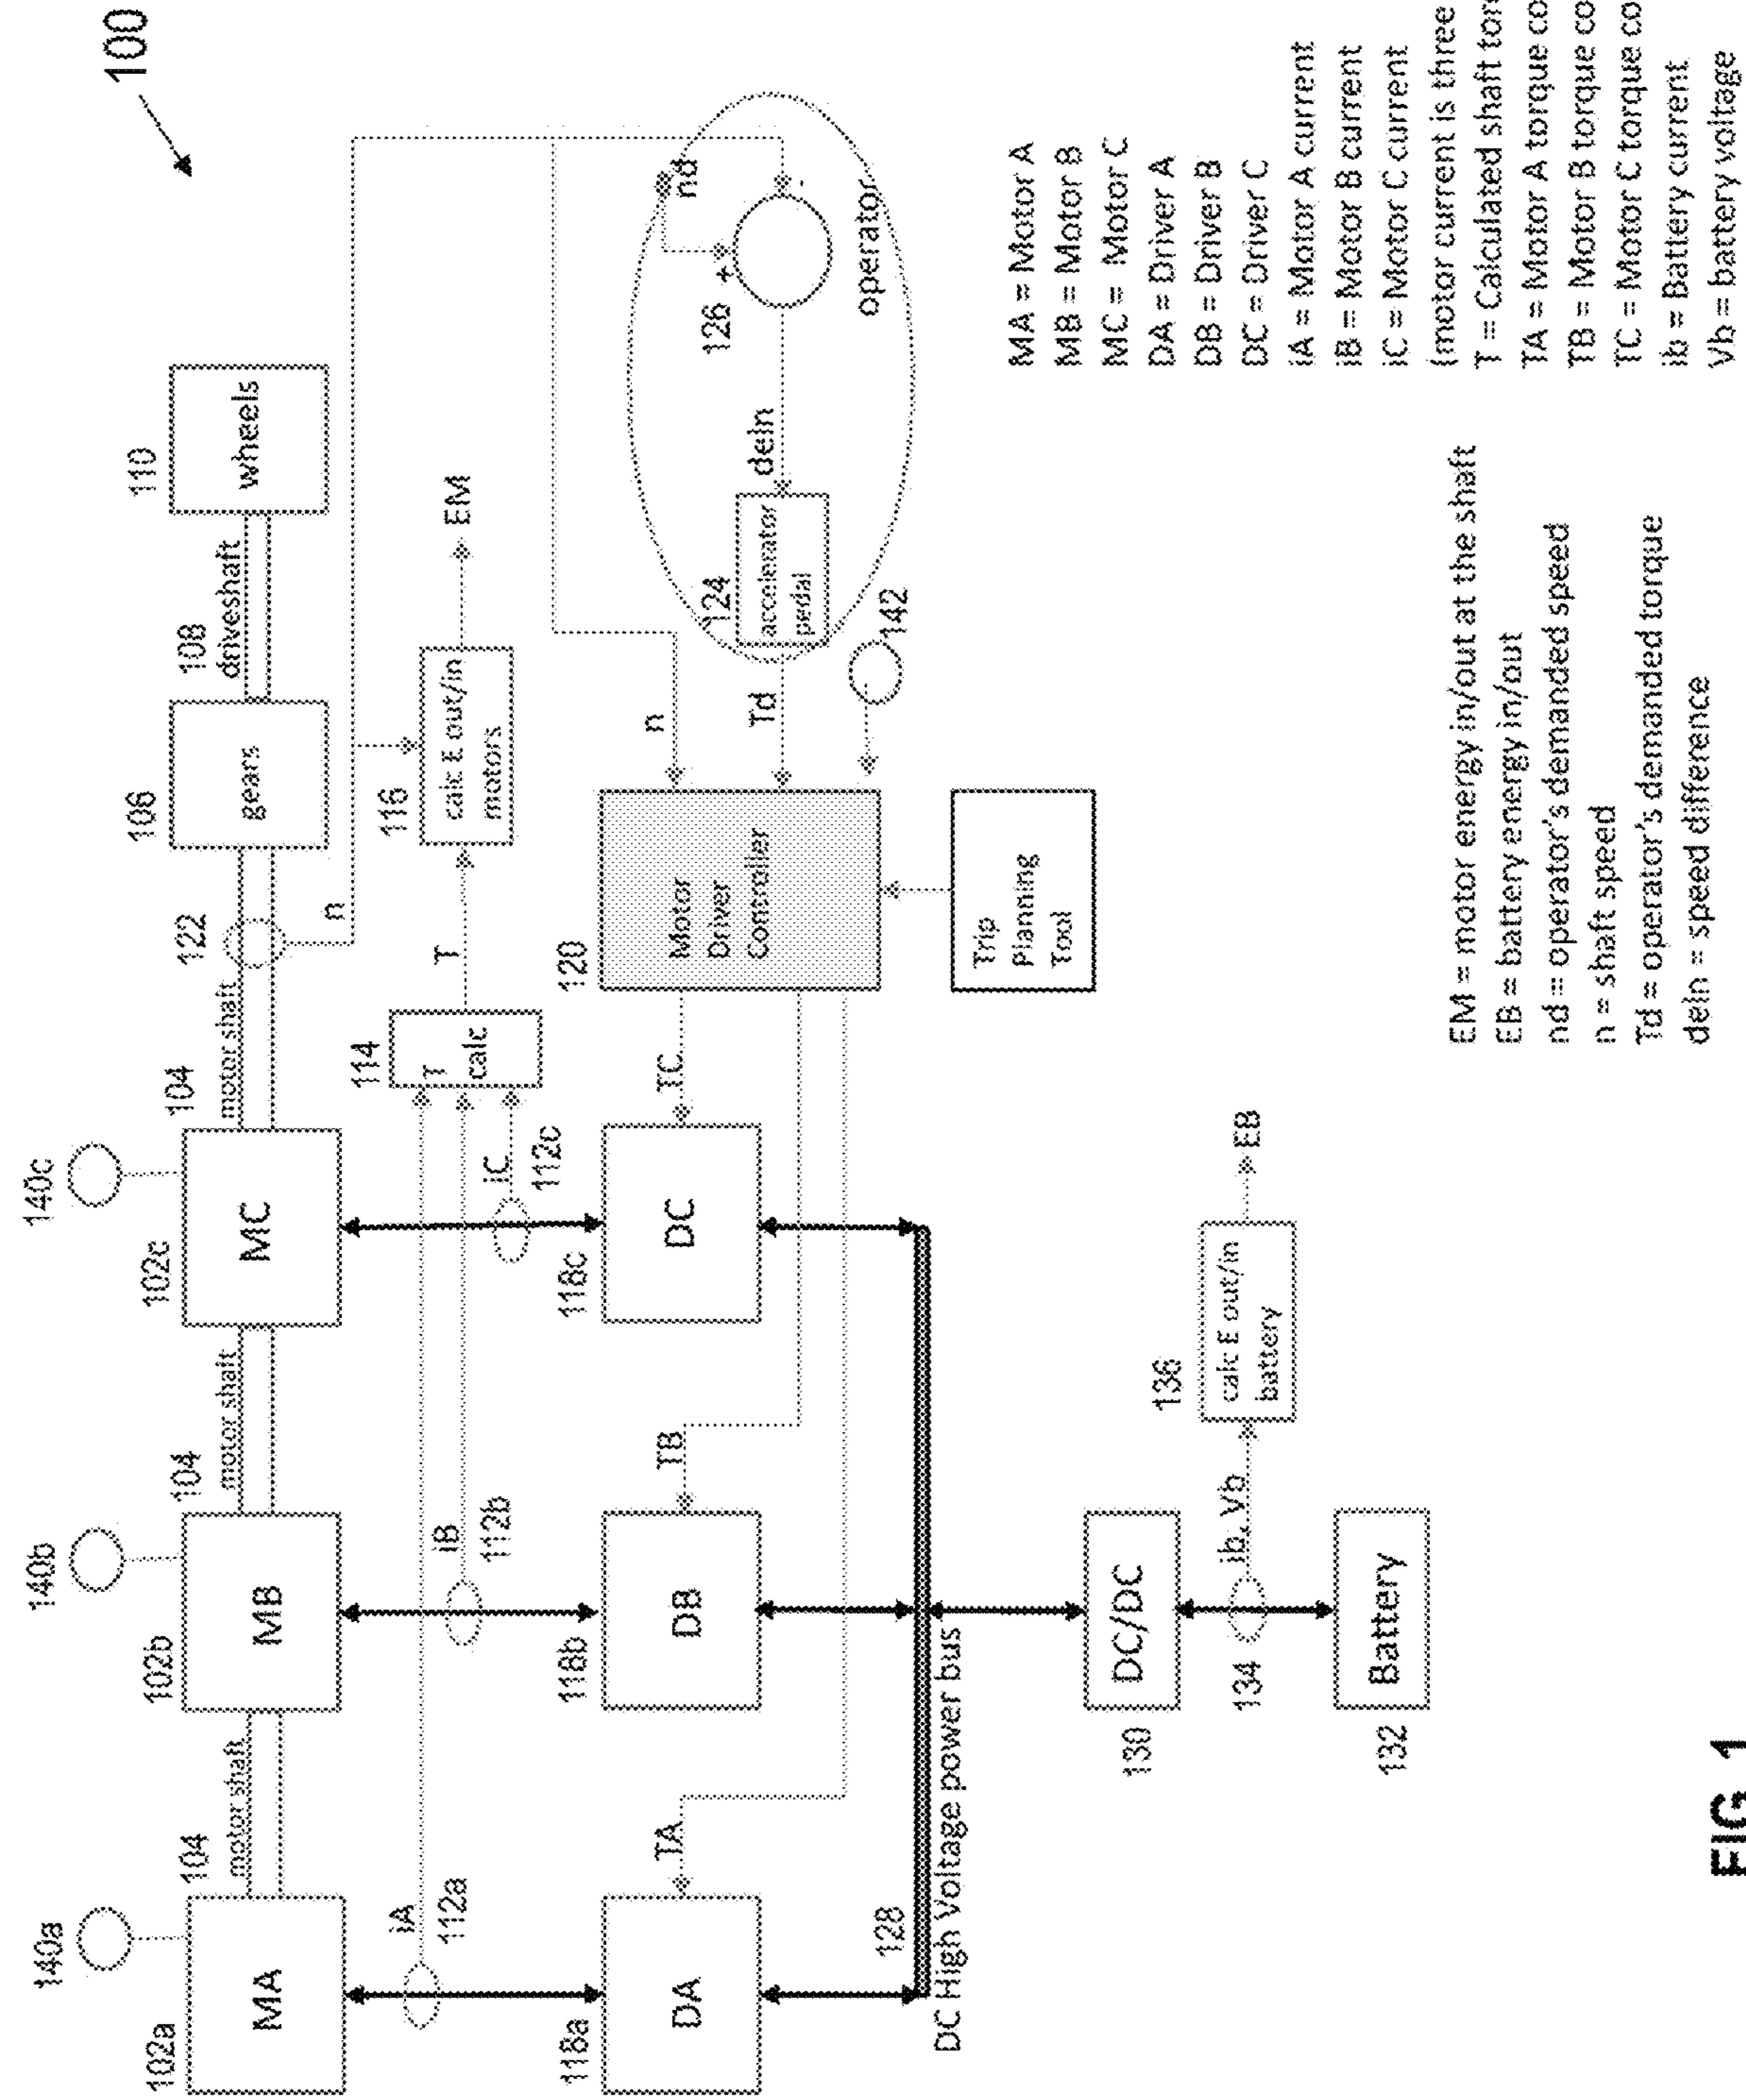 100
140a
140b
140c
102a
MA
104
motor shaft
102b
MB
104
motor shaft
102c
MC
104
motor shaft
122
106
gears
108
driveshaft
110
wheels
n
iA
112a
iB
112b
iC
112c
114
T
calc
T
116
calc E out/in
motors
EM
118a
DA
TA
118b
DB
TB
118c
DC
TC
120
Motor
Driver
Controller
n
Td
124
accelerator
pedal
deln
126
+
-
nd
operator
142
Trip
Planning
Tool
128
DC High Voltage power bus
130
DC/DC
134
ib, Vb
136
calc E out/in
battery
EB
132
Battery
EM = motor energy in/out at the shaft
EB = battery energy in/out
nd = operator's demanded speed
n = shaft speed
Td = operator's demanded torque
deln = speed difference
MA = Motor A
MB = Motor B
MC = Motor C
DA = Driver A
DB = Driver B
DC = Driver C
iA = Motor A current
iB = Motor B current
iC = Motor C current
(motor current is three
T = Calculated shaft tor
TA = Motor A torque co
TB = Motor B torque co
TC = Motor C torque co
ib = Battery current
Vb = battery voltage
FIG. 1